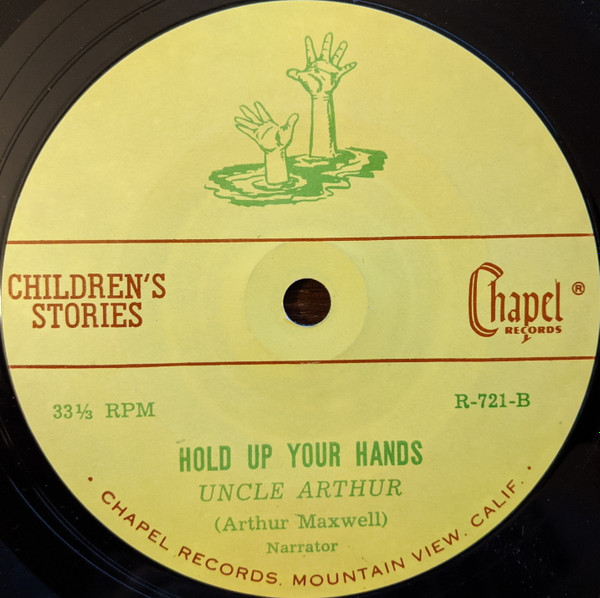 CHILDREN'S
STORIES
Chapel®
RECORDS
33⅓ RPM
R-721-B
HOLD UP YOUR HANDS
UNCLE ARTHUR
(Arthur Maxwell)
Narrator
• CHAPEL RECORDS, MOUNTAIN VIEW, CALIF. •